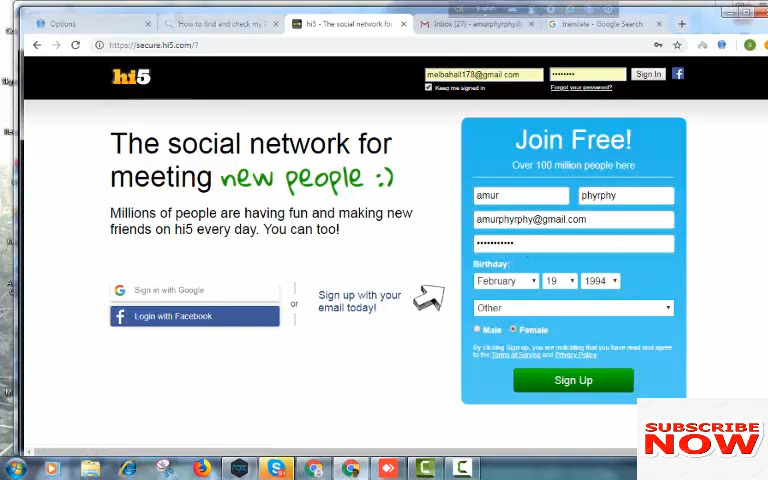 Options
How to find and check my I
hi5 - The social network for
Inbox (27) - amurphyrphy@
translate - Google Search
https://secure.hi5.com/?
hi5
melbahall178@gmail com
••••••••
Sign In
Keep me signed in
Forgot your password?
The social network for
meeting new people :)
Millions of people are having fun and making new
friends on hi5 every day. You can too!
Sign in with Google
Login with Facebook
or
Sign up with your
email today!
Join Free!
Over 100 million people here
amur
phyrphy
amurphyrphy@gmail.com
•••••••••••
Birthday:
February
19
1994
Other
Male
Female
By clicking Sign up, you are indicating that you have read and agree
to the Terms of Service and Privacy Policy.
Sign Up
SUBSCRIBE
NOW